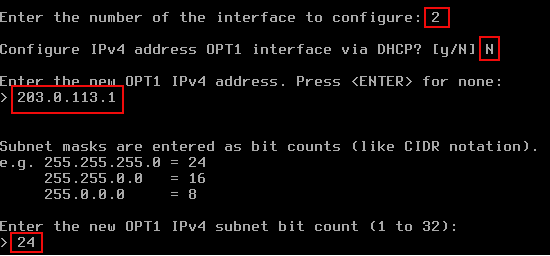 Enter the number of the interface to configure: 2
Configure IPv4 address OPT1 interface via DHCP? [y/N] N
Enter the new OPT1 IPv4 address. Press <ENTER> for none:
> 203.0.113.1
Subnet masks are entered as bit counts (like CIDR notation).
e.g. 255.255.255.0 = 24
255.255.0.0 = 16
255.0.0.0 = 8
Enter the new OPT1 IPv4 subnet bit count (1 to 32):
> 24